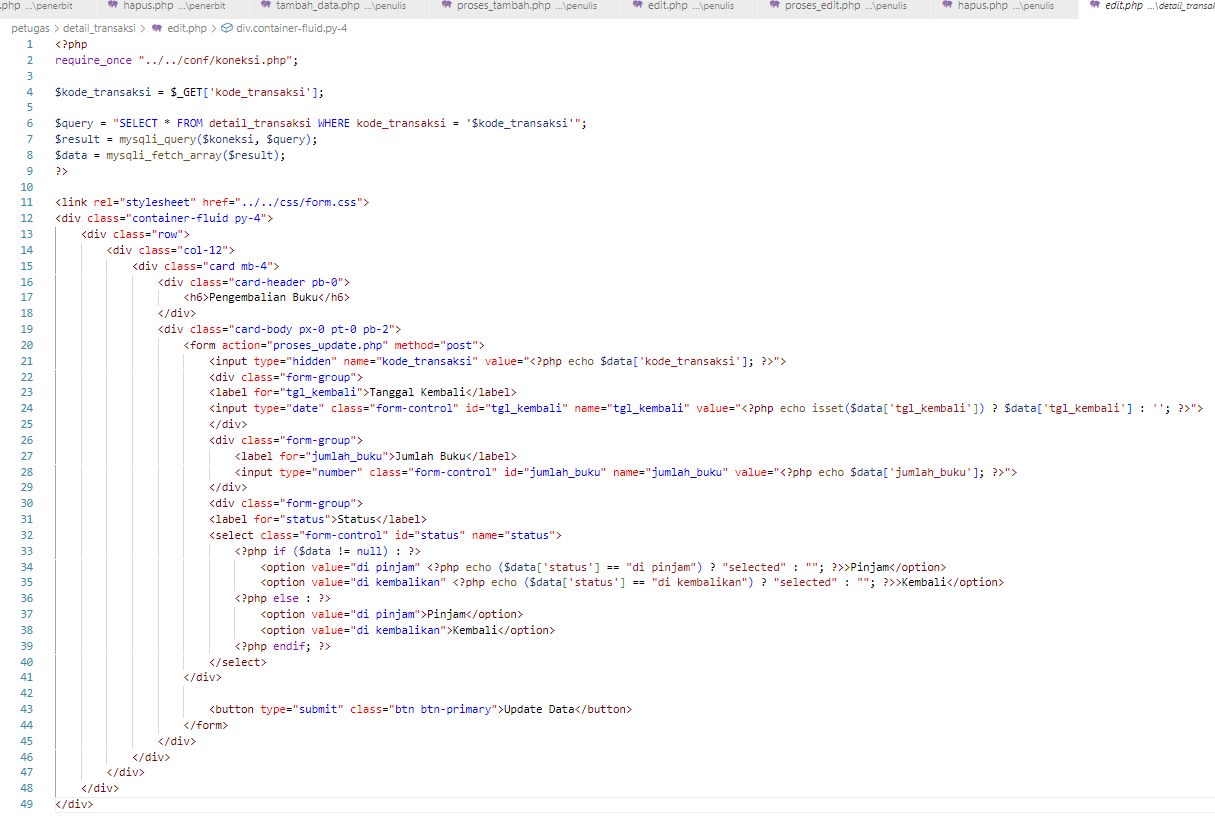 .php ...\penerbit hapus.php ...\penerbit tambah_data.php ...\penulis proses_tambah.php ...\penulis edit.php ...\penulis proses_edit.php ...\penulis hapus.php ...\penulis edit.php ...\detail_transak
petugas > detail_transaksi > edit.php > div.container-fluid.py-4
1 <?php
2 require_once "../../conf/koneksi.php";
3
4 $kode_transaksi = $_GET['kode_transaksi'];
5
6 $query = "SELECT * FROM detail_transaksi WHERE kode_transaksi = '$kode_transaksi'";
7 $result = mysqli_query($koneksi, $query);
8 $data = mysqli_fetch_array($result);
9 ?>
10
11 <link rel="stylesheet" href="../../css/form.css">
12 <div class="container-fluid py-4">
13 <div class="row">
14 <div class="col-12">
15 <div class="card mb-4">
16 <div class="card-header pb-0">
17 <h6>Pengembalian Buku</h6>
18 </div>
19 <div class="card-body px-0 pt-0 pb-2">
20 <form action="proses_update.php" method="post">
21 <input type="hidden" name="kode_transaksi" value="<?php echo $data['kode_transaksi']; ?>">
22 <div class="form-group">
23 <label for="tgl_kembali">Tanggal Kembali</label>
24 <input type="date" class="form-control" id="tgl_kembali" name="tgl_kembali" value="<?php echo isset($data['tgl_kembali']) ? $data['tgl_kembali'] : ''; ?>">
25 </div>
26 <div class="form-group">
27 <label for="jumlah_buku">Jumlah Buku</label>
28 <input type="number" class="form-control" id="jumlah_buku" name="jumlah_buku" value="<?php echo $data['jumlah_buku']; ?>">
29 </div>
30 <div class="form-group">
31 <label for="status">Status</label>
32 <select class="form-control" id="status" name="status">
33 <?php if ($data != null) : ?>
34 <option value="di pinjam" <?php echo ($data['status'] == "di pinjam") ? "selected" : ""; ?>>Pinjam</option>
35 <option value="di kembalikan" <?php echo ($data['status'] == "di kembalikan") ? "selected" : ""; ?>>Kembali</option>
36 <?php else : ?>
37 <option value="di pinjam">Pinjam</option>
38 <option value="di kembalikan">Kembali</option>
39 <?php endif; ?>
40 </select>
41 </div>
42
43 <button type="submit" class="btn btn-primary">Update Data</button>
44 </form>
45 </div>
46 </div>
47 </div>
48 </div>
49 </div>